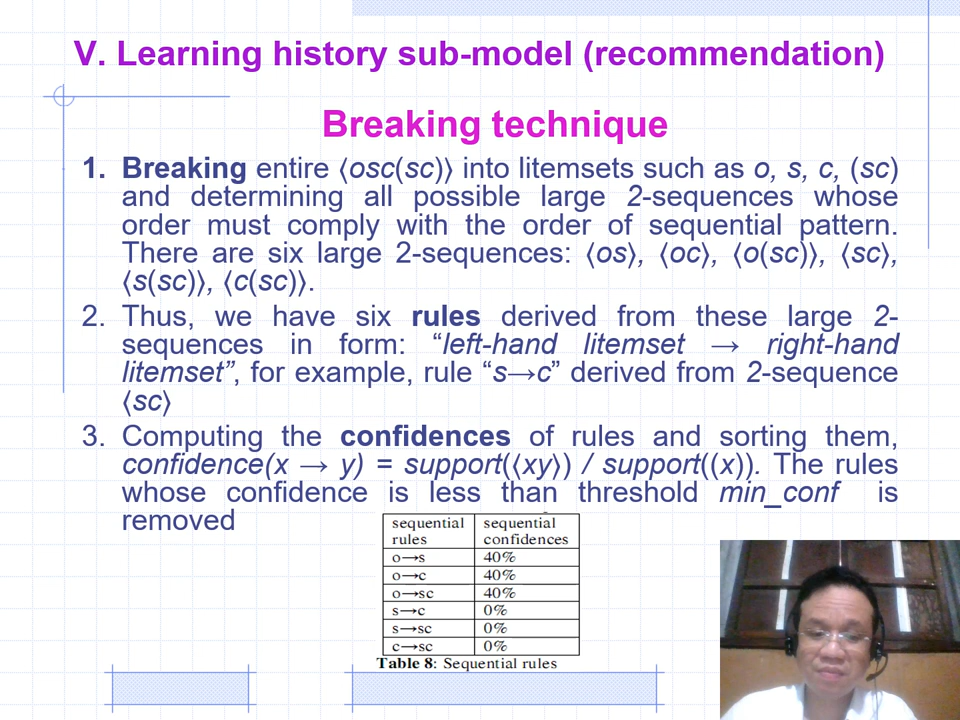 V. Learning history sub-model (recommendation)
Breaking technique
1. Breaking entire ⟨osc(sc)⟩ into litemsets such as o, s, c, (sc)
and determining all possible large 2-sequences whose
order must comply with the order of sequential pattern.
There are six large 2-sequences: ⟨os⟩, ⟨oc⟩, ⟨o(sc)⟩, ⟨sc⟩,
⟨s(sc)⟩, ⟨c(sc)⟩.
2. Thus, we have six rules derived from these large 2-
sequences in form: “left-hand litemset → right-hand
litemset”, for example, rule “s→c” derived from 2-sequence
⟨sc⟩
3. Computing the confidences of rules and sorting them,
confidence(x → y) = support(⟨xy⟩) / support((x)). The rules
whose confidence is less than threshold min_conf is
removed
sequential rules sequential confidences
o→s 40%
o→c 40%
o→sc 40%
s→c 0%
s→sc 0%
c→sc 0%
Table 8: Sequential rules